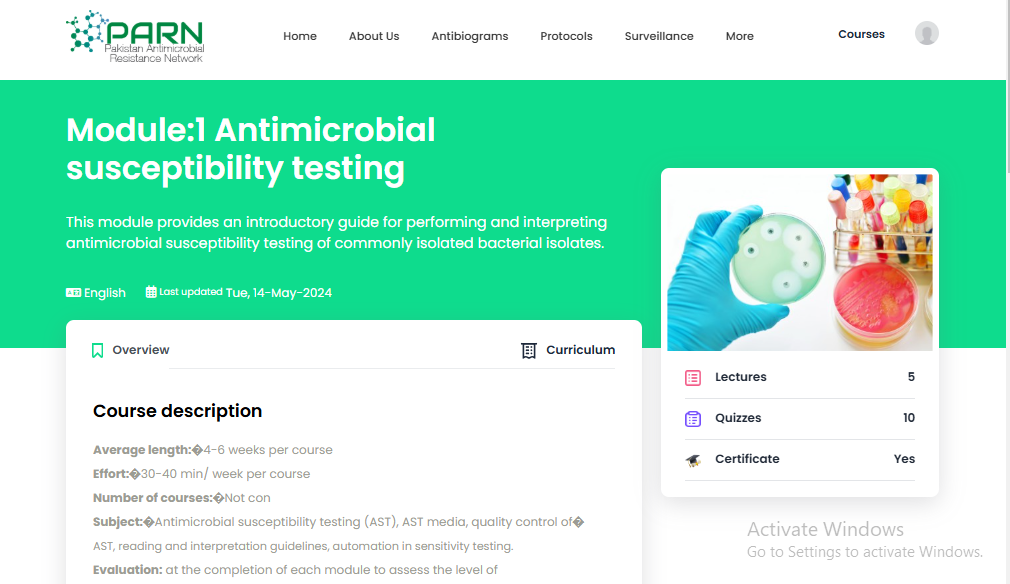 PARN
Pakistan Antimicrobial
Resistance Network
Home About Us Antibiograms Protocols Surveillance More Courses
Module:1 Antimicrobial
susceptibility testing
This module provides an introductory guide for performing and interpreting
antimicrobial susceptibility testing of commonly isolated bacterial isolates.
English Last updated Tue, 14-May-2024
Overview Curriculum
Course description
Average length:�4-6 weeks per course
Effort:�30-40 min/ week per course
Number of courses:�Not con
Subject:�Antimicrobial susceptibility testing (AST), AST media, quality control of�
AST, reading and interpretation guidelines, automation in sensitivity testing.
Evaluation: at the completion of each module to assess the level of
Lectures 5
Quizzes 10
Certificate Yes
Activate Windows
Go to Settings to activate Windows.